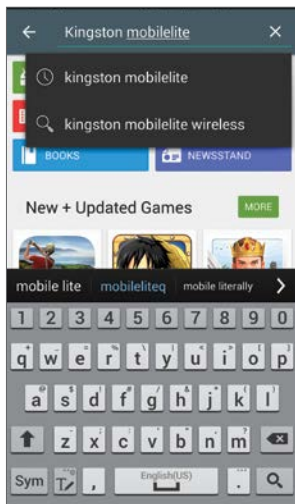 Kingston mobilelite
kingston mobilelite
kingston mobilelite wireless
BOOKS NEWSSTAND
New + Updated Games MORE
mobile lite mobileliteq mobile literally
1 2 3 4 5 6 7 8 9 0
q w e r t y u i o p
a s d f g h j k l
z x c v b n m
Sym T , English(US) .